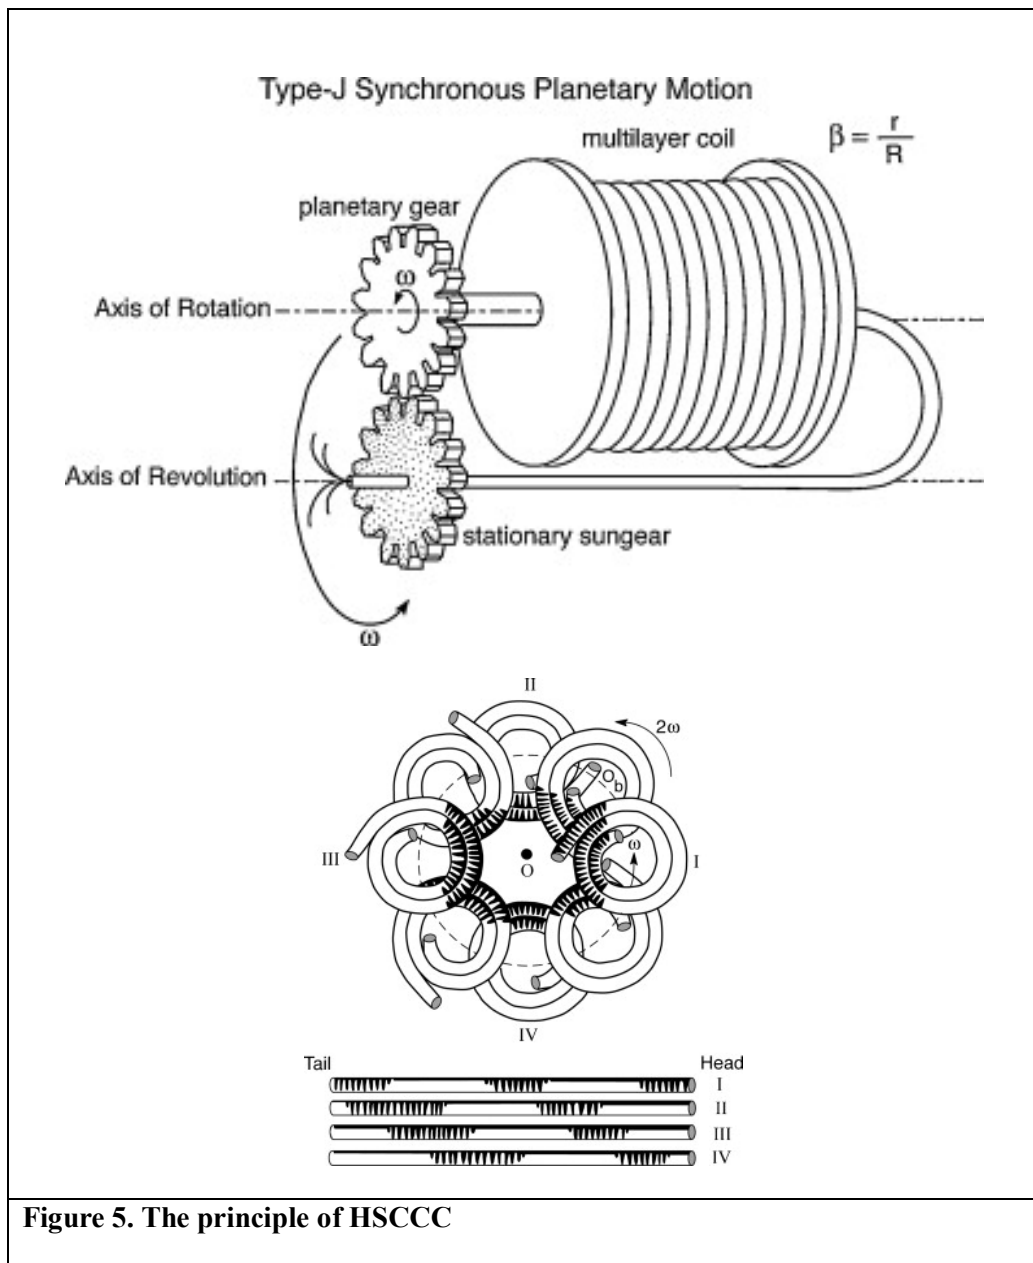 Type-J Synchronous Planetary Motion
multilayer coil
β = r
R
planetary gear
ω
Axis of Rotation
Axis of Revolution
stationary sungear
ω
II
2ω
Ob
III
ω
I
O
IV
Tail
Head
I
II
III
IV
Figure 5. The principle of HSCCC